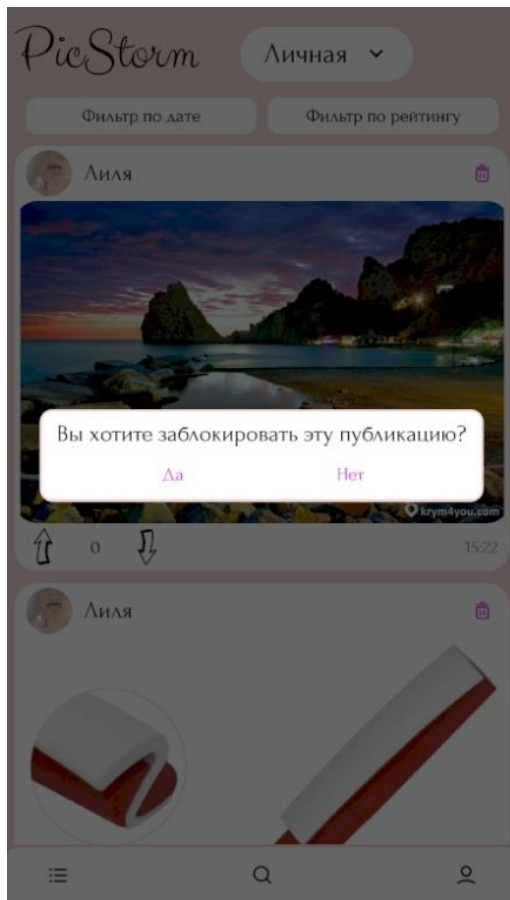 PicStorm
Личная
Фильтр по дате
Фильтр по рейтингу
Лиля
Вы хотите заблокировать эту публикацию?
Да
Нет
krym4you.com
0
15:22
Лиля